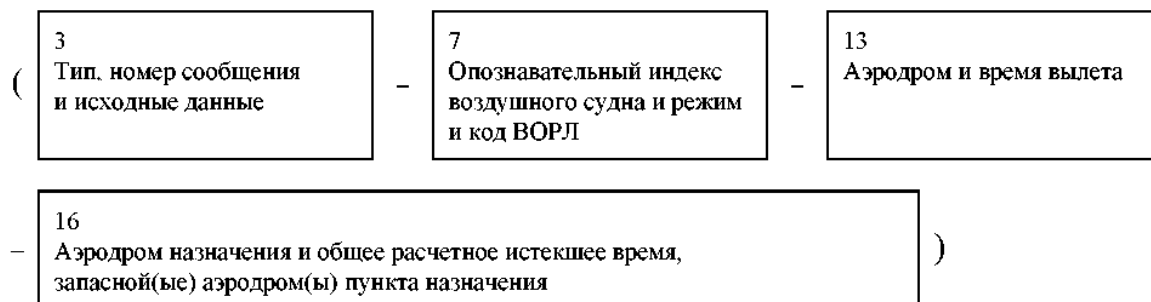 3
Тип, номер сообщения
и исходные данные
(
–
7
Опознавательный индекс
воздушного судна и режим
и код ВОРЛ
–
13
Аэродром и время вылета
–
16
Аэродром назначения и общее расчетное истекшее время,
запасной(ые) аэродром(ы) пункта назначения
)